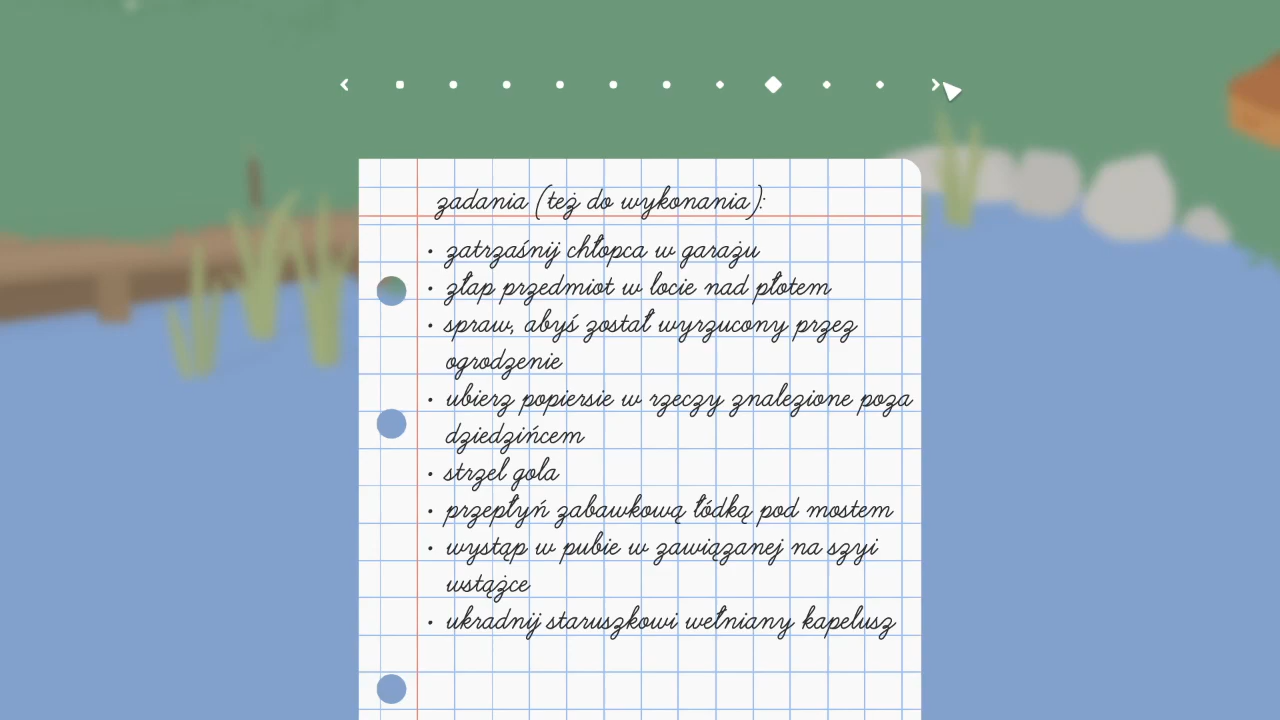 zadania (też do wykonania):
• zatrzaśnij chłopca w garażu
• złap przedmiot w locie nad płotem
• spraw, abyś został wyrzucony przez
ogrodzenie
• ubierz popiersie w rzeczy znalezione poza
dziedzińcem
• strzel gola
• przepłyń zabawkową łódką pod mostem
• wystąp w pubie w zawiązanej na szyi
wstążce
• ukradnij staruszkowi wełniany kapelusz